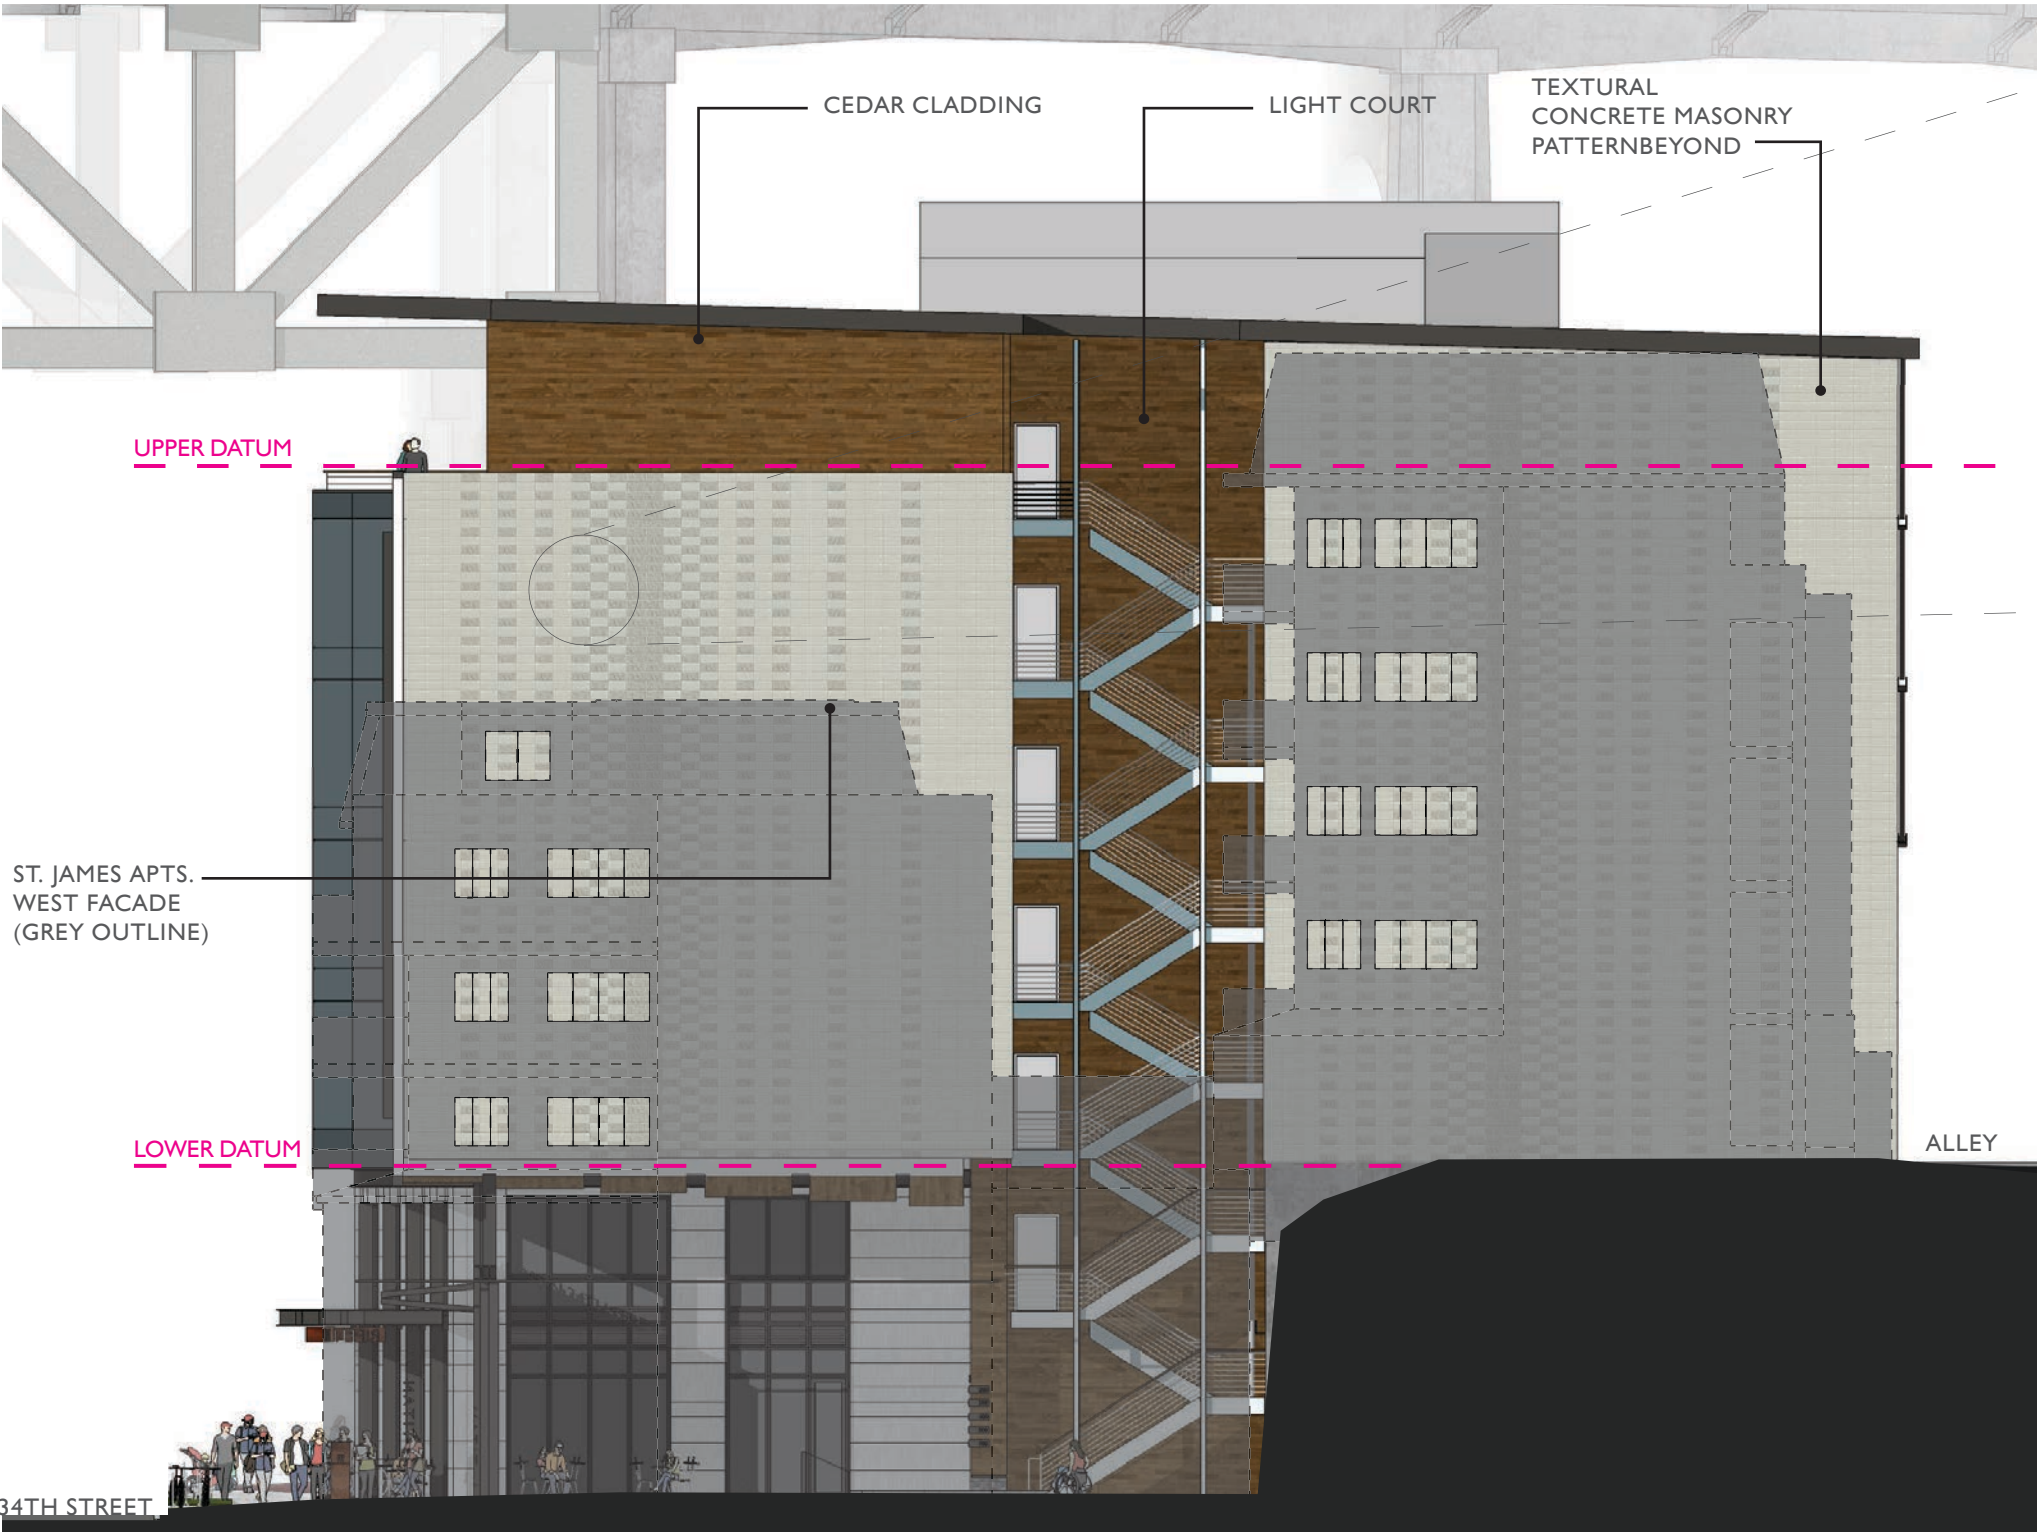 CEDAR CLADDING
LIGHT COURT
TEXTURAL
CONCRETE MASONRY
PATTERNBEYOND
UPPER DATUM
ST. JAMES APTS.
WEST FACADE
(GREY OUTLINE)
LOWER DATUM
ALLEY
34TH STREET